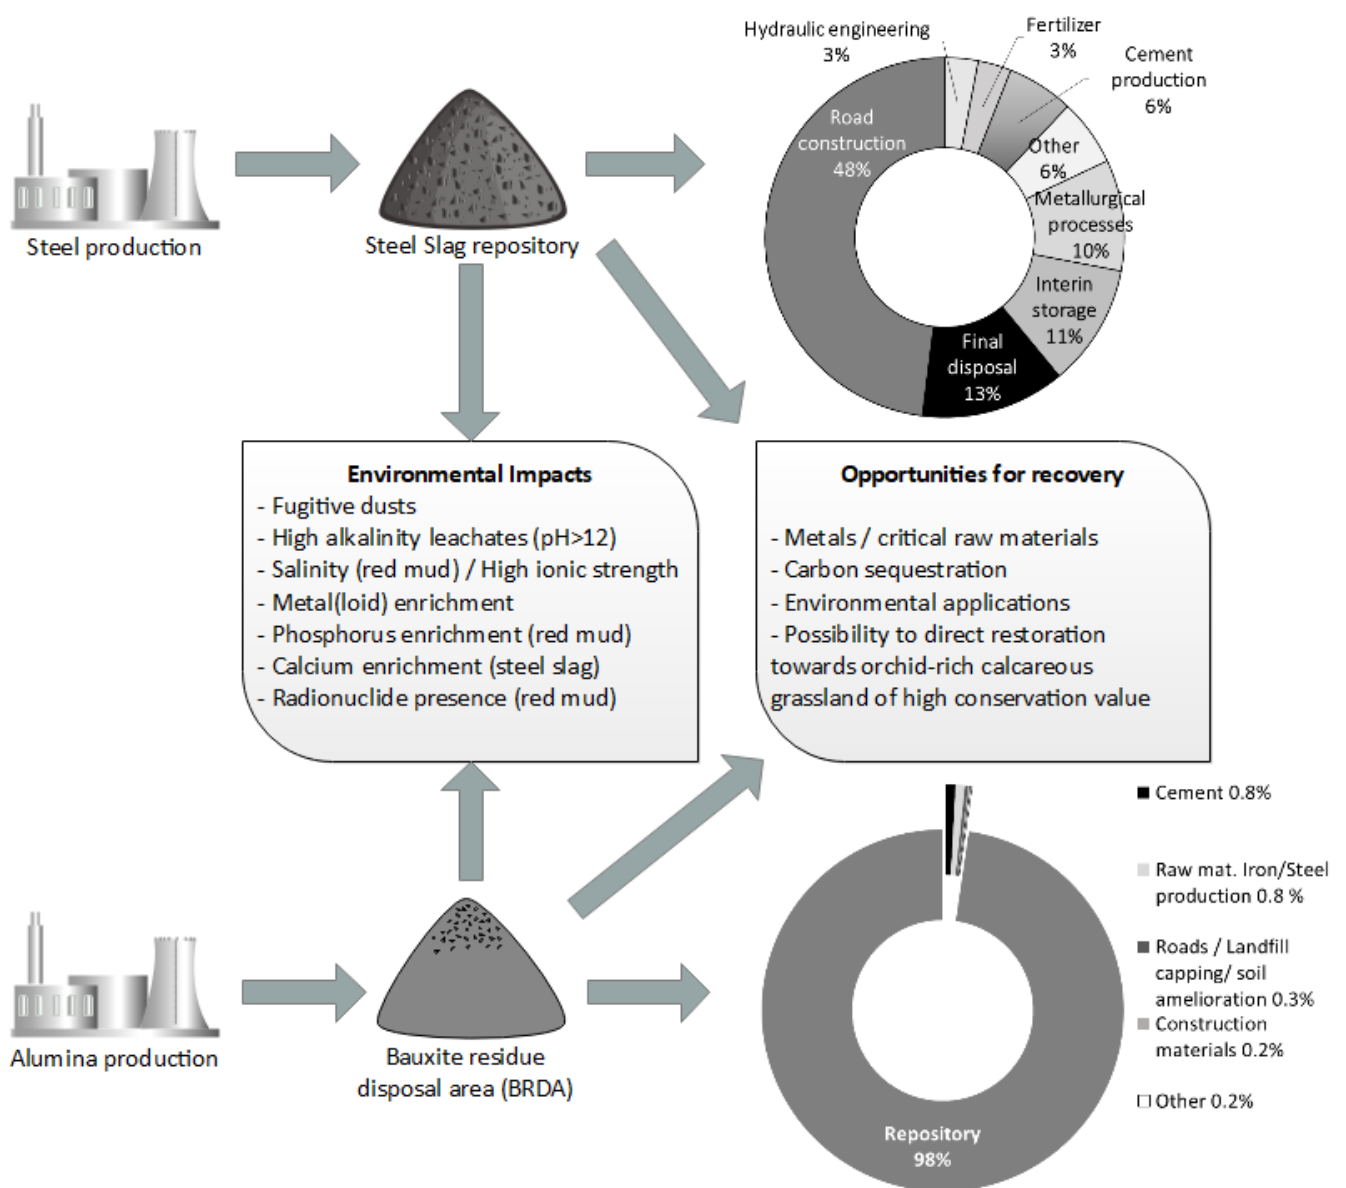 Hydraulic engineering
3%
Fertilizer
3%
Cement
production
6%
Other
6%
Metallurgical
processes
10%
Interin
storage
11%
Final
disposal
13%
Road
construction
48%
Steel production
Steel Slag repository
Environmental Impacts
- Fugitive dusts
- High alkalinity leachates (pH>12)
- Salinity (red mud) / High ionic strength
- Metal(loid) enrichment
- Phosphorus enrichment (red mud)
- Calcium enrichment (steel slag)
- Radionuclide presence (red mud)
Opportunities for recovery
- Metals / critical raw materials
- Carbon sequestration
- Environmental applications
- Possibility to direct restoration
towards orchid-rich calcareous
grassland of high conservation value
Alumina production
Bauxite residue
disposal area (BRDA)
Repository
98%
Cement 0.8%
Raw mat. Iron/Steel
production 0.8 %
Roads / Landfill
capping/ soil
amelioration 0.3%
Construction
materials 0.2%
Other 0.2%